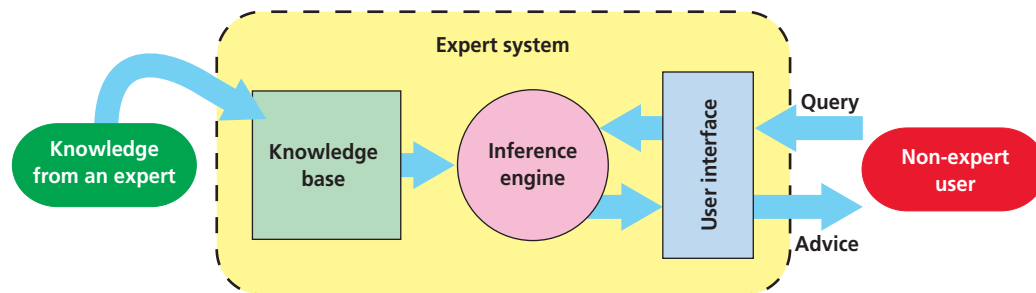 Expert system
Knowledge
from an expert
Knowledge
base
Inference
engine
User interface
Query
Advice
Non-expert
user